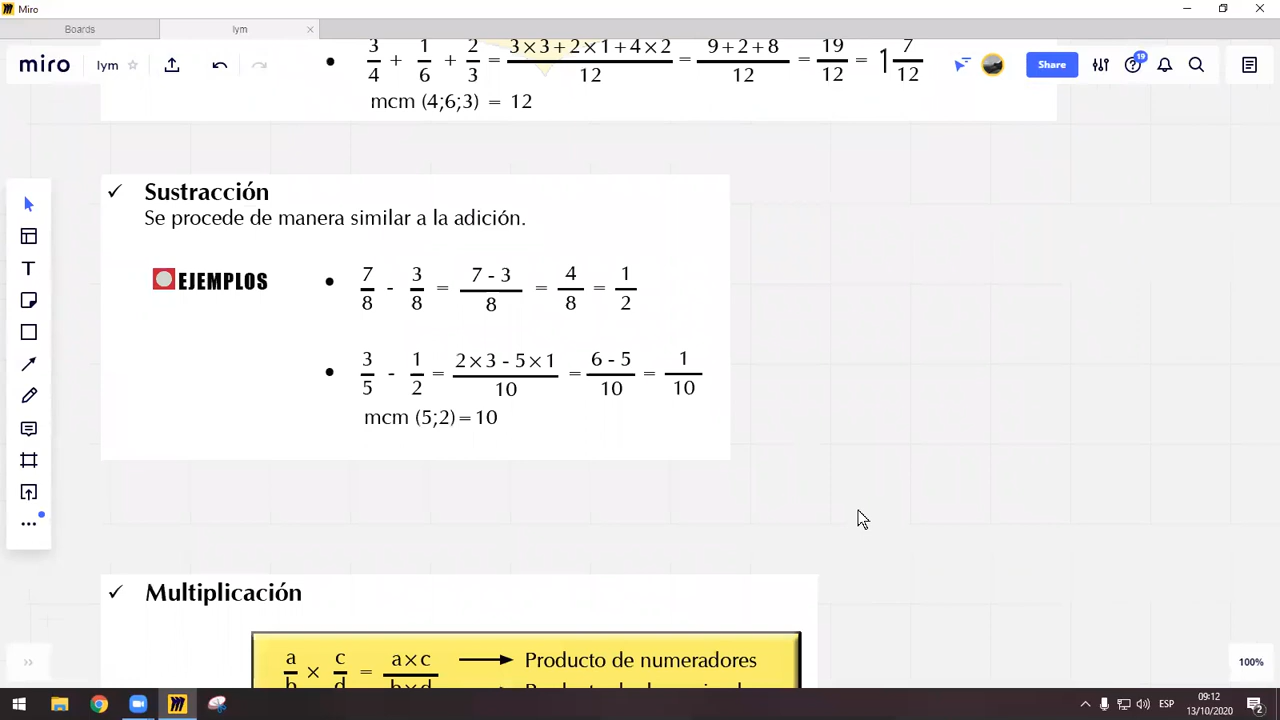 Miro
Boards
lym
miro
lym
Share
19
3/4 + 1/6 + 2/3 = (3×3+2×1+4×2)/12 = (9+2+8)/12 = 19/12 = 1 7/12
mcm (4;6;3) = 12
✓ Sustracción
Se procede de manera similar a la adición.
EJEMPLOS
• 7/8 - 3/8 = (7 - 3)/8 = 4/8 = 1/2
• 3/5 - 1/2 = (2×3 - 5×1)/10 = (6 - 5)/10 = 1/10
mcm (5;2)=10
✓ Multiplicación
a/b × c/d = (a×c)/(b×d) → Producto de numeradores
100%
ESP
09:12
13/10/2020
2